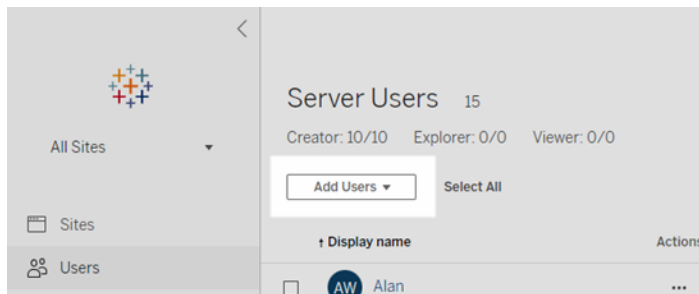 All Sites
Sites
Users
Server Users 15
Creator: 10/10 Explorer: 0/0 Viewer: 0/0
Add Users Select All
↑ Display name Actions
AW Alan